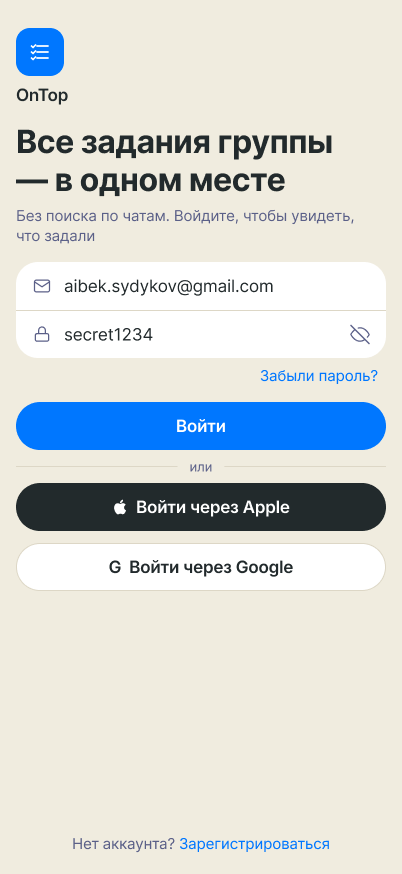 OnTop
Все задания группы
— в одном месте
Без поиска по чатам. Войдите, чтобы увидеть,
что задали
aibek.sydykov@gmail.com
secret1234
Забыли пароль?
Войти
или
Войти через Apple
G Войти через Google
Нет аккаунта? Зарегистрироваться